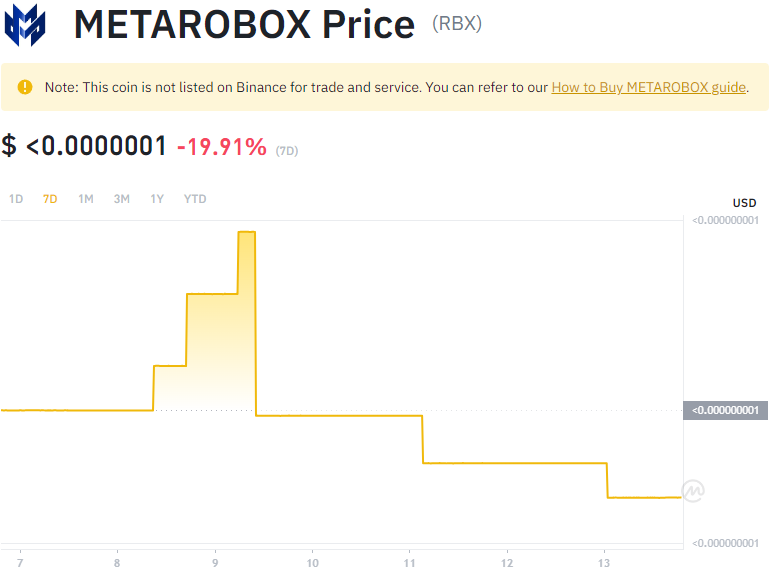 METAROBOX Price (RBX)
Note: This coin is not listed on Binance for trade and service. You can refer to our How to Buy METAROBOX guide.
$ <0.0000001 -19.91% (7D)
1D 7D 1M 3M 1Y YTD
USD
<0.000000001
<0.000000001
<0.000000001
7 8 9 10 11 12 13